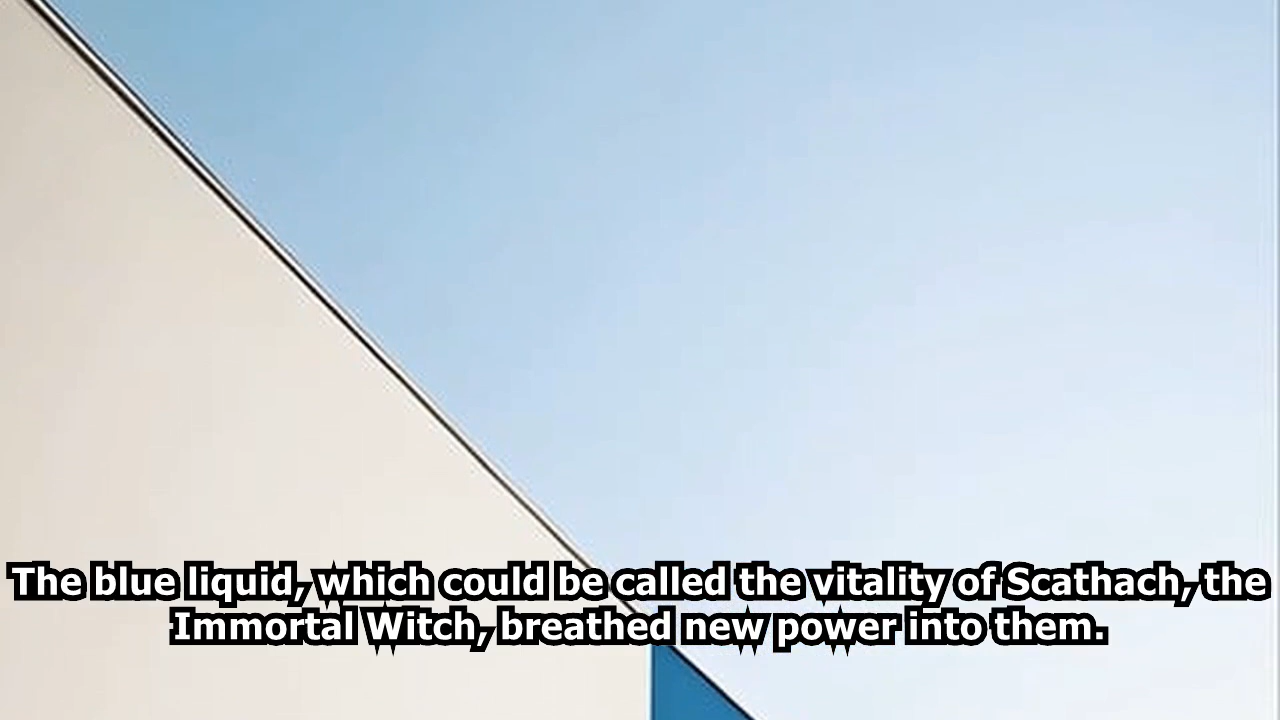 The blue liquid, which could be called the vitality of Scathach, the
Immortal Witch, breathed new power into them.